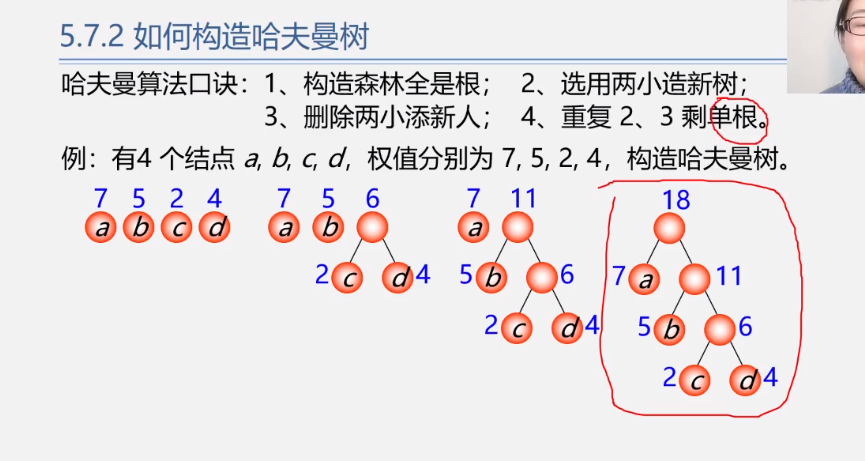 5.7.2 如何构造哈夫曼树
哈夫曼算法口诀：1、构造森林全是根； 2、选用两小造新树；
3、删除两小添新人； 4、重复 2、3 剩单根。
例：有4 个结点 a, b, c, d，权值分别为 7, 5, 2, 4，构造哈夫曼树。
7 5 2 4 7 5 6 7 11 18
a b c d a b a
2 c d 4 5 b 6 7 a 11
2 c d 4 5 b 6
2 c d 4